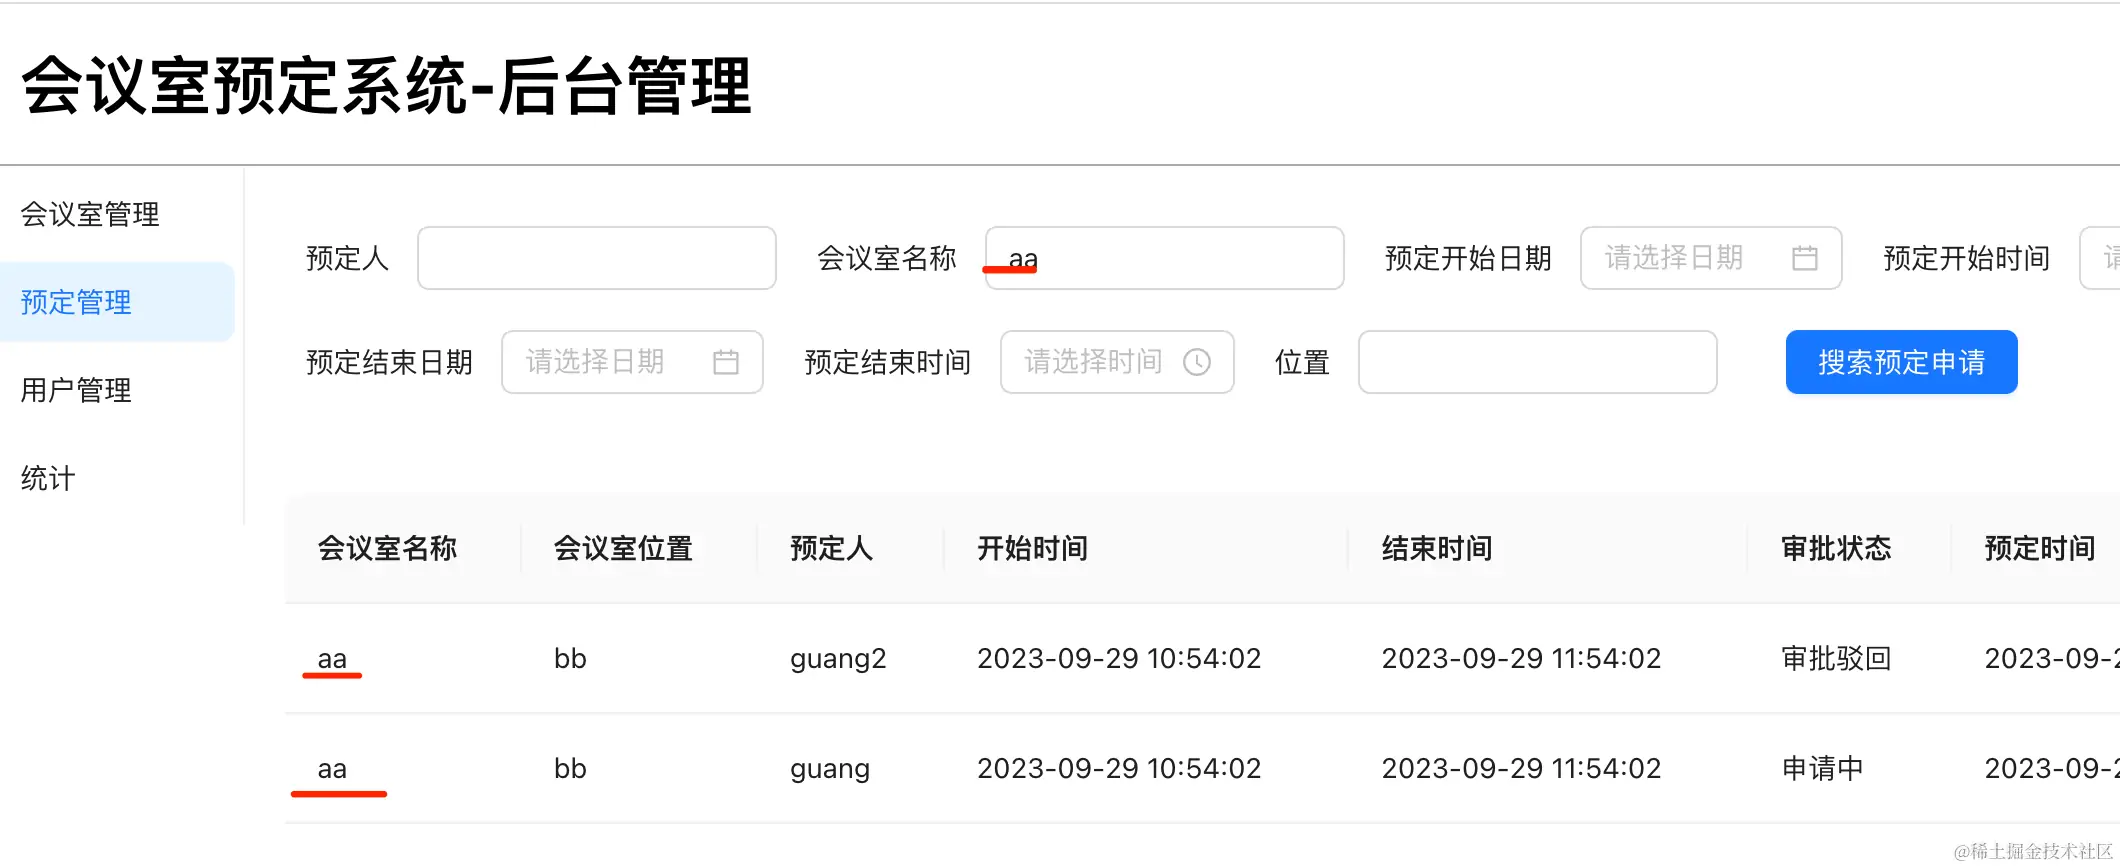 会议室预定系统-后台管理
会议室管理
预定管理
用户管理
统计
预定人 会议室名称 aa 预定开始日期 请选择日期 预定开始时间
预定结束日期 请选择日期 预定结束时间 请选择时间 位置 搜索预定申请
会议室名称 会议室位置 预定人 开始时间 结束时间 审批状态 预定时间
aa bb guang2 2023-09-29 10:54:02 2023-09-29 11:54:02 审批驳回 2023-09-2
aa bb guang 2023-09-29 10:54:02 2023-09-29 11:54:02 申请中 2023-09-2
@稀土掘金技术社区